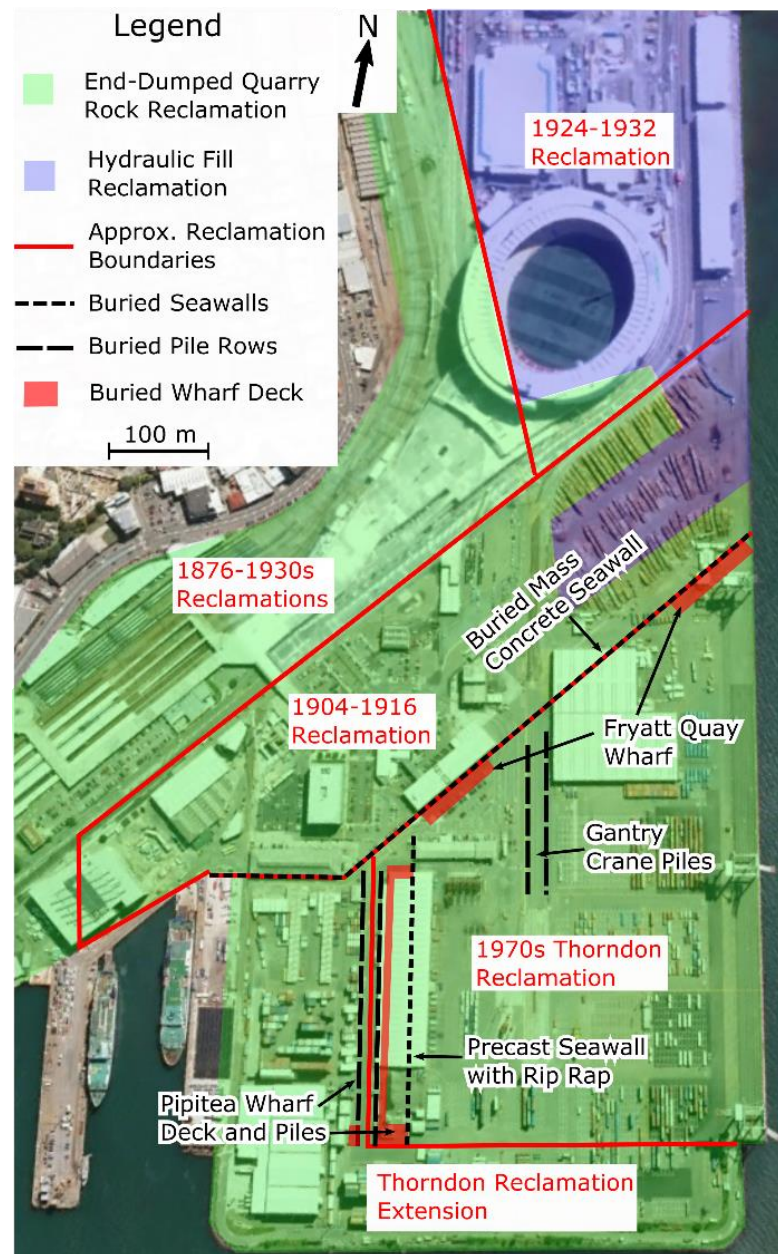 Legend
N
End-Dumped Quarry
Rock Reclamation
Hydraulic Fill
Reclamation
Approx. Reclamation
Boundaries
Buried Seawalls
Buried Pile Rows
Buried Wharf Deck
100 m
1924-1932
Reclamation
1876-1930s
Reclamations
Buried Mass
Concrete Seawall
1904-1916
Reclamation
Fryatt Quay
Wharf
Gantry
Crane Piles
1970s Thorndon
Reclamation
Precast Seawall
with Rip Rap
Pipitea Wharf
Deck and Piles
Thorndon Reclamation
Extension